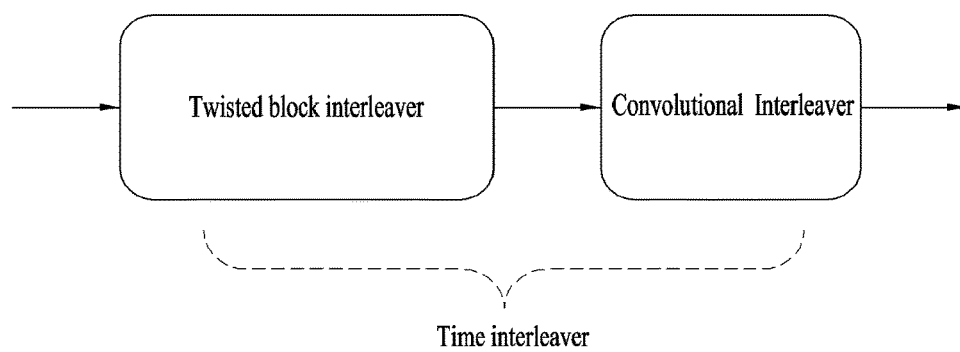 Twisted block interleaver
Convolutional Interleaver
Time interleaver